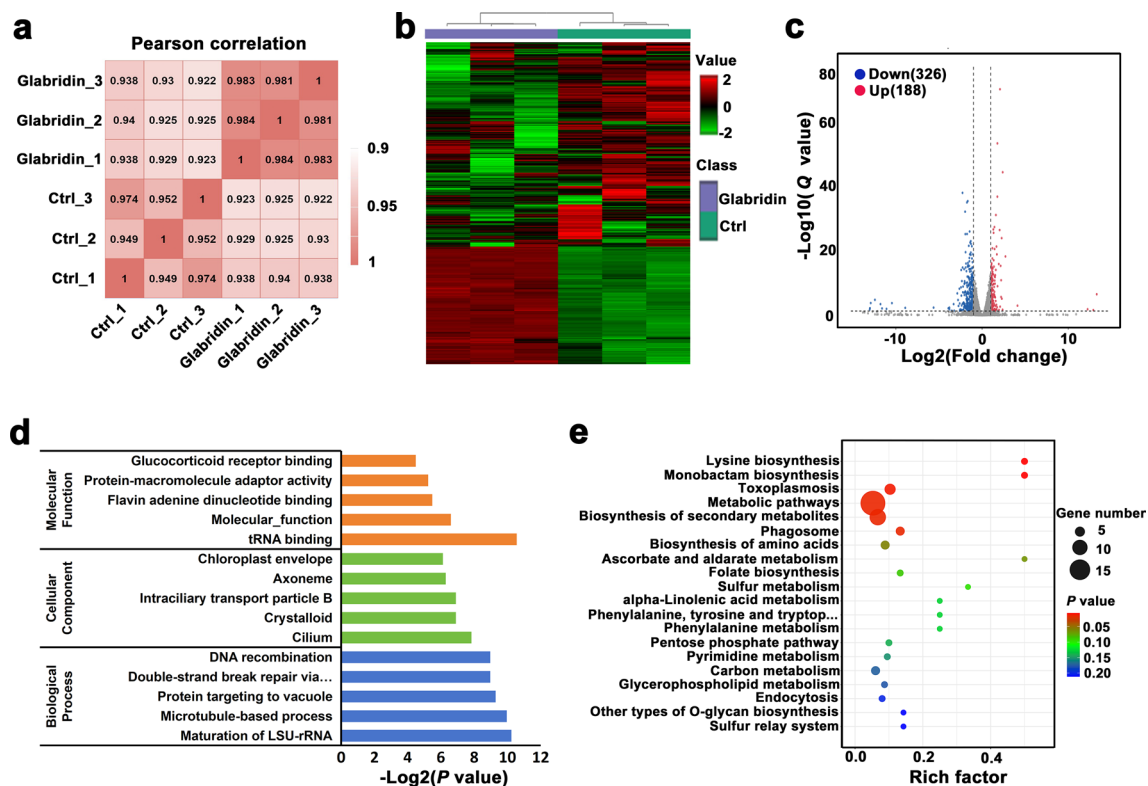 a
Pearson correlation
Glabridin_3 0.938 0.93 0.922 0.983 0.981 1
Glabridin_2 0.94 0.925 0.925 0.984 1 0.981
Glabridin_1 0.938 0.929 0.923 1 0.984 0.983
Ctrl_3 0.974 0.952 1 0.923 0.925 0.922
Ctrl_2 0.949 1 0.952 0.929 0.925 0.93
Ctrl_1 1 0.949 0.974 0.938 0.94 0.938
Ctrl_1 Ctrl_2 Ctrl_3 Glabridin_1 Glabridin_2 Glabridin_3
0.9
0.95
1
b
Value
2
0
-2
Class
Glabridin
Ctrl
c
Down(326)
Up(188)
-Log10(Q value)
80
60
40
20
0
-10 0 10
Log2(Fold change)
d
Molecular Function
Glucocorticoid receptor binding
Protein-macromolecule adaptor activity
Flavin adenine dinucleotide binding
Molecular_function
tRNA binding
Cellular Component
Chloroplast envelope
Axoneme
Intraciliary transport particle B
Crystalloid
Cilium
Biological Process
DNA recombination
Double-strand break repair via...
Protein targeting to vacuole
Microtubule-based process
Maturation of LSU-rRNA
0 2 4 6 8 10 12
-Log2(P value)
e
Lysine biosynthesis
Monobactam biosynthesis
Toxoplasmosis
Metabolic pathways
Biosynthesis of secondary metabolites
Phagosome
Biosynthesis of amino acids
Ascorbate and aldarate metabolism
Folate biosynthesis
Sulfur metabolism
alpha-Linolenic acid metabolism
Phenylalanine, tyrosine and tryptop...
Phenylalanine metabolism
Pentose phosphate pathway
Pyrimidine metabolism
Carbon metabolism
Glycerophospholipid metabolism
Endocytosis
Other types of O-glycan biosynthesis
Sulfur relay system
0.0 0.2 0.4
Rich factor
Gene number
5
10
15
P value
0.05
0.10
0.15
0.20